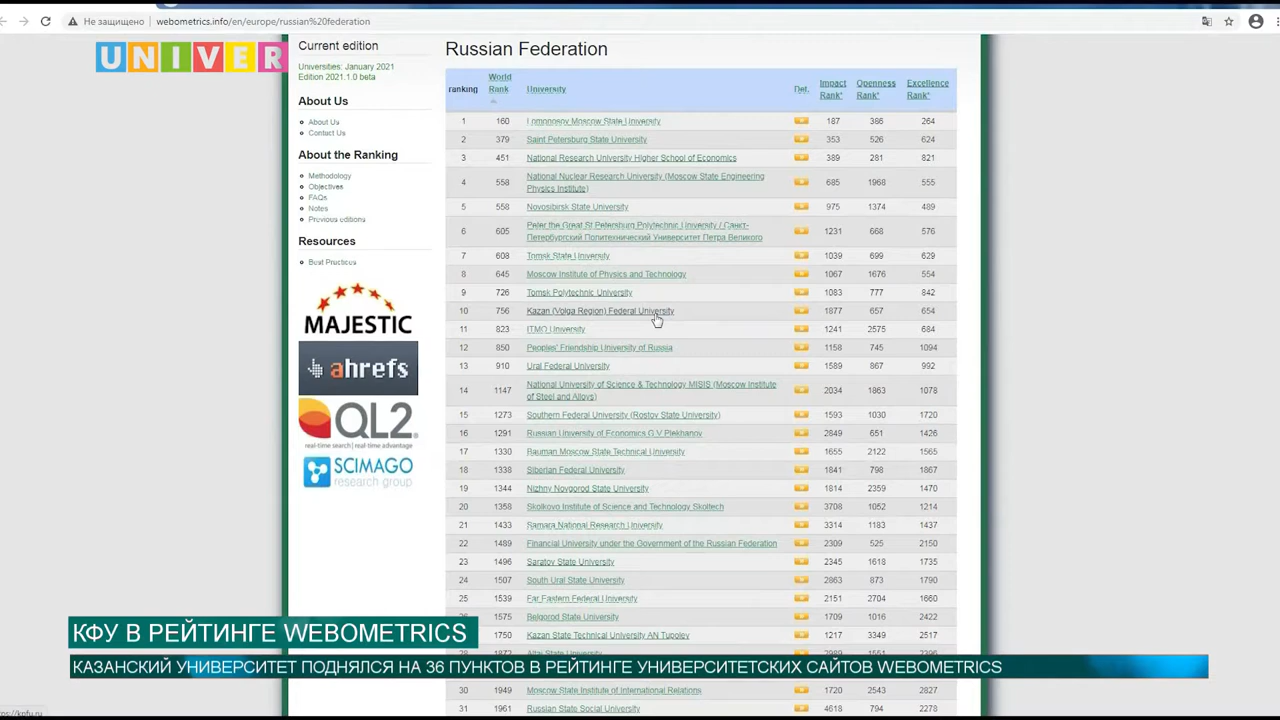 Не защищено
webometrics.info/en/europe/russian%20federation
UNIVER
Current edition
Universities: January 2021
Edition 2021.1.0 beta
About Us
About Us
Contact Us
About the Ranking
Methodology
Objectives
FAQs
Notes
Previous editions
Resources
Best Practices
MAJESTIC
ahrefs
QL2
real-time search | real-time advantage
SCIMAGO
research group
Russian Federation
ranking World Rank University Det. Impact Rank* Openness Rank* Excellence Rank*
1 160 Lomonosov Moscow State University 187 386 264
2 379 Saint Petersburg State University 353 526 624
3 451 National Research University Higher School of Economics 389 281 821
4 558 National Nuclear Research University (Moscow State Engineering
Physics Institute) 685 1968 555
5 558 Novosibirsk State University 975 1374 489
6 605 Peter the Great St Petersburg Polytechnic University / Санкт-
Петербургский Политехнический Университет Петра Великого 1231 668 576
7 608 Tomsk State University 1039 699 629
8 645 Moscow Institute of Physics and Technology 1067 1676 554
9 726 Tomsk Polytechnic University 1083 777 842
10 756 Kazan (Volga Region) Federal University 1877 657 654
11 823 ITMO University 1241 2575 684
12 850 Peoples' Friendship University of Russia 1158 745 1094
13 910 Ural Federal University 1589 867 992
14 1147 National University of Science & Technology MISIS (Moscow Institute
of Steel and Alloys) 2034 1863 1078
15 1273 Southern Federal University (Rostov State University) 1593 1030 1720
16 1291 Russian University of Economics G V Plekhanov 2849 651 1426
17 1330 Bauman Moscow State Technical University 1655 2122 1565
18 1338 Siberian Federal University 1841 798 1867
19 1344 Nizhny Novgorod State University 1814 2359 1470
20 1358 Skolkovo Institute of Science and Technology Skoltech 3708 1052 1214
21 1433 Samara National Research University 3314 1183 1437
22 1489 Financial University under the Government of the Russian Federation 2309 525 2150
23 1496 Saratov State University 2345 1618 1735
24 1507 South Ural State University 2863 873 1790
25 1539 Far Eastern Federal University 2151 2704 1660
26 1575 Belgorod State University 1709 1016 2422
27 1750 Kazan State Technical University AN Tupolev 1217 3349 2517
Altai State University
30 1949 Moscow State Institute of International Relations 1720 2543 2827
31 1961 Russian State Social University 4618 794 2278
КФУ В РЕЙТИНГЕ WEBOMETRICS
КАЗАНСКИЙ УНИВЕРСИТЕТ ПОДНЯЛСЯ НА 36 ПУНКТОВ В РЕЙТИНГЕ УНИВЕРСИТЕТСКИХ САЙТОВ WEBOMETRICS